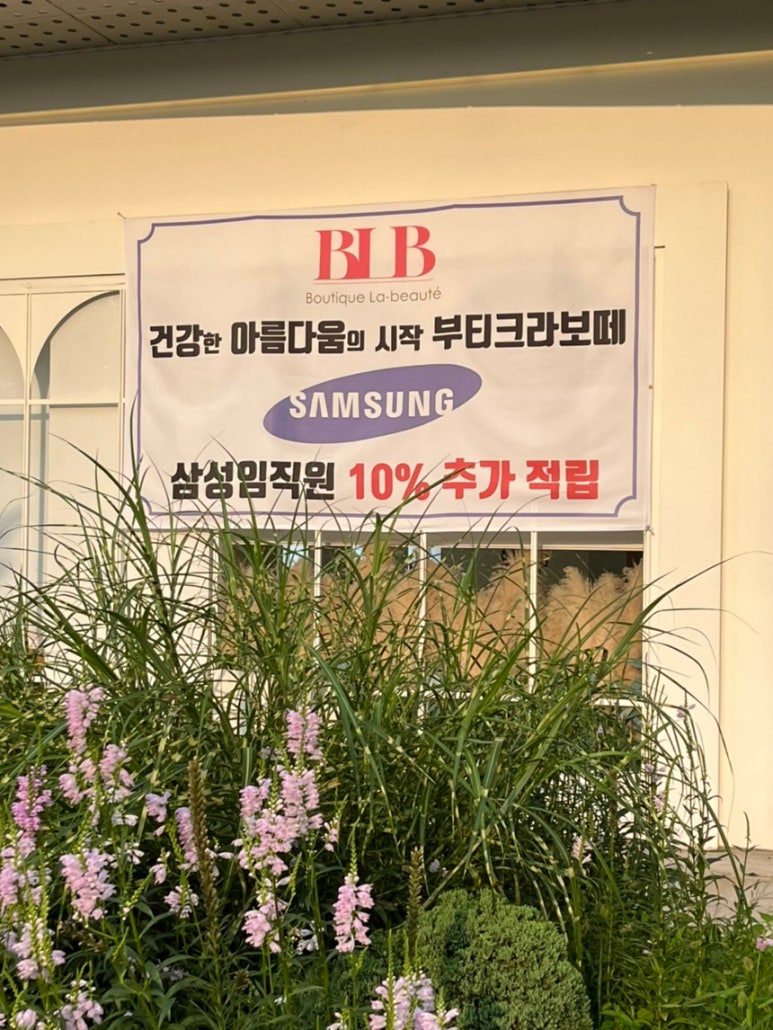 BLB
Boutique La-beauté
건강한 아름다움의 시작 부티크라보떼
SAMSUNG
삼성임직원 10% 추가 적립